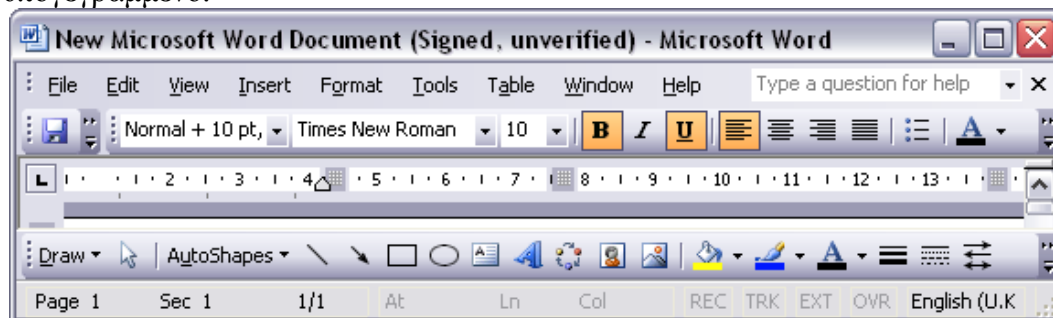 υπογεγραμμένο.
New Microsoft Word Document (Signed, unverified) - Microsoft Word
File Edit View Insert Format Tools Table Window Help Type a question for help
Normal + 10 pt, Times New Roman 10 B I U A
L 2 3 4 5 6 7 8 9 10 11 12 13
Draw AutoShapes A
Page 1 Sec 1 1/1 At Ln Col REC TRK EXT OVR English (U.K